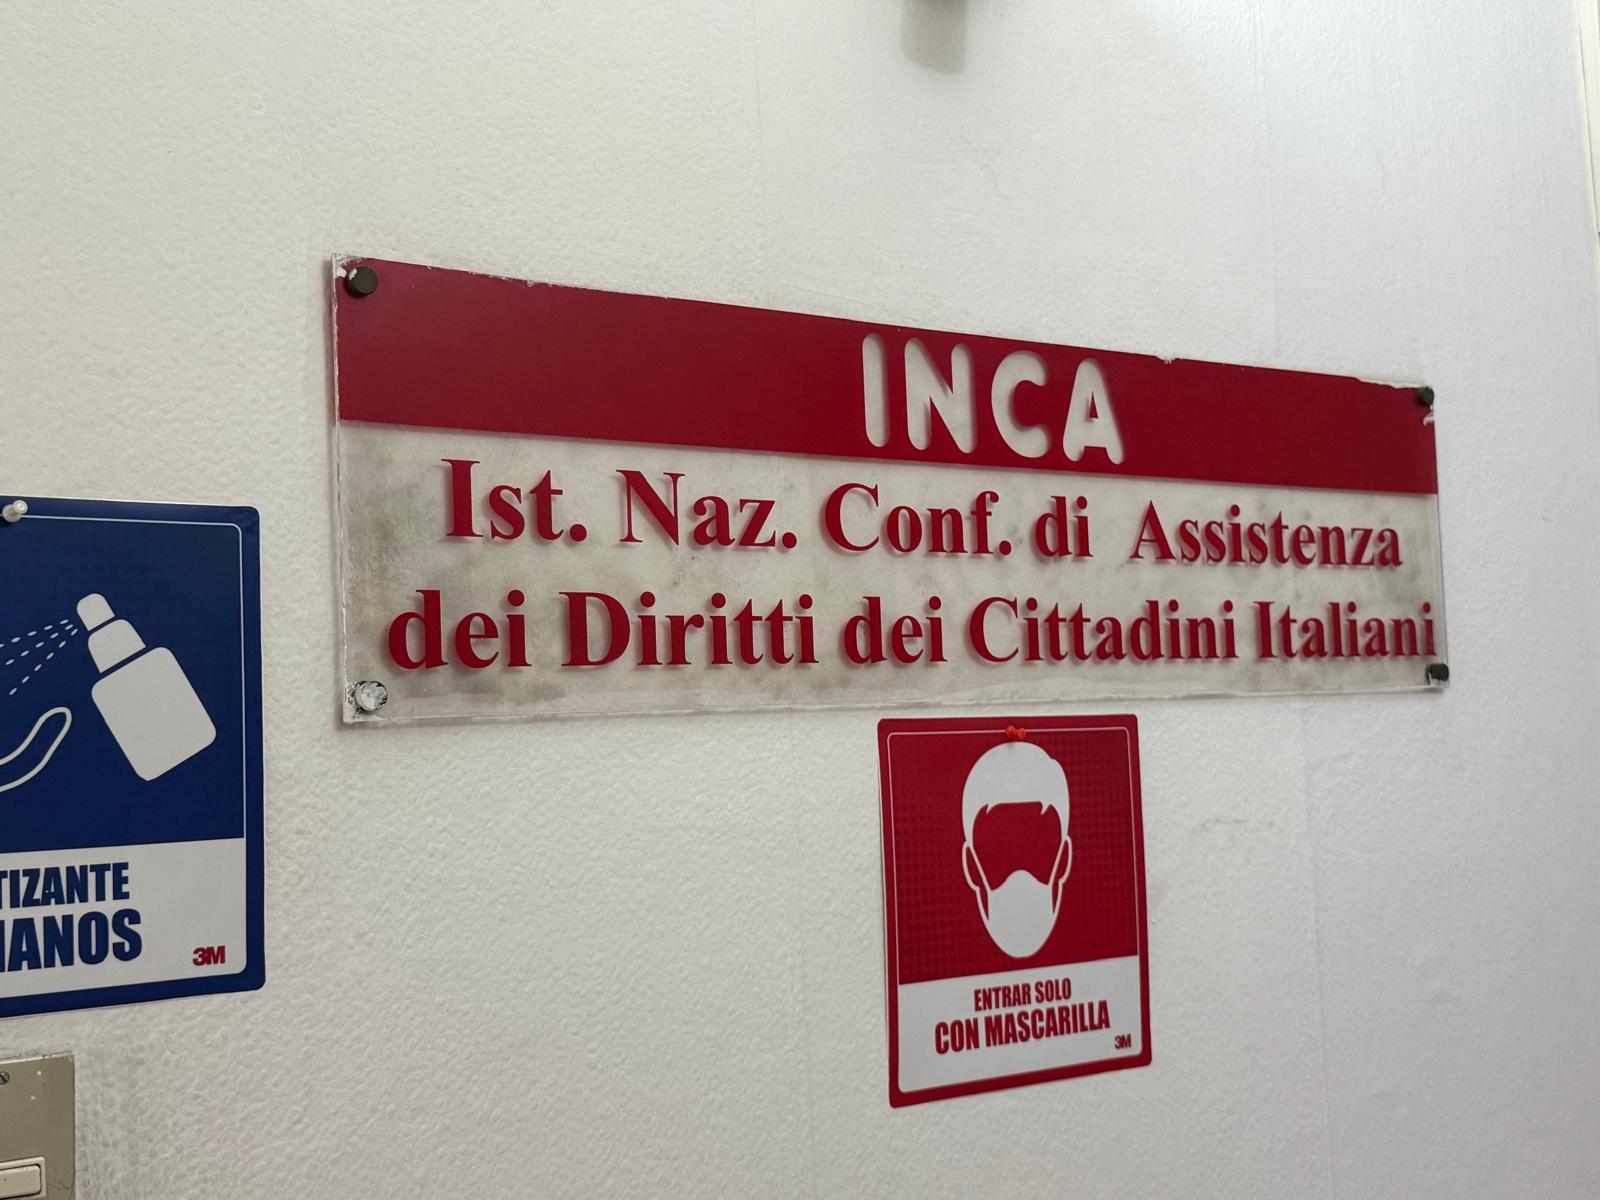 INCA
Ist. Naz. Conf. di Assistenza
dei Diritti dei Cittadini Italiani
TIZANTE
MANOS
3M
ENTRAR SOLO
CON MASCARILLA
3M